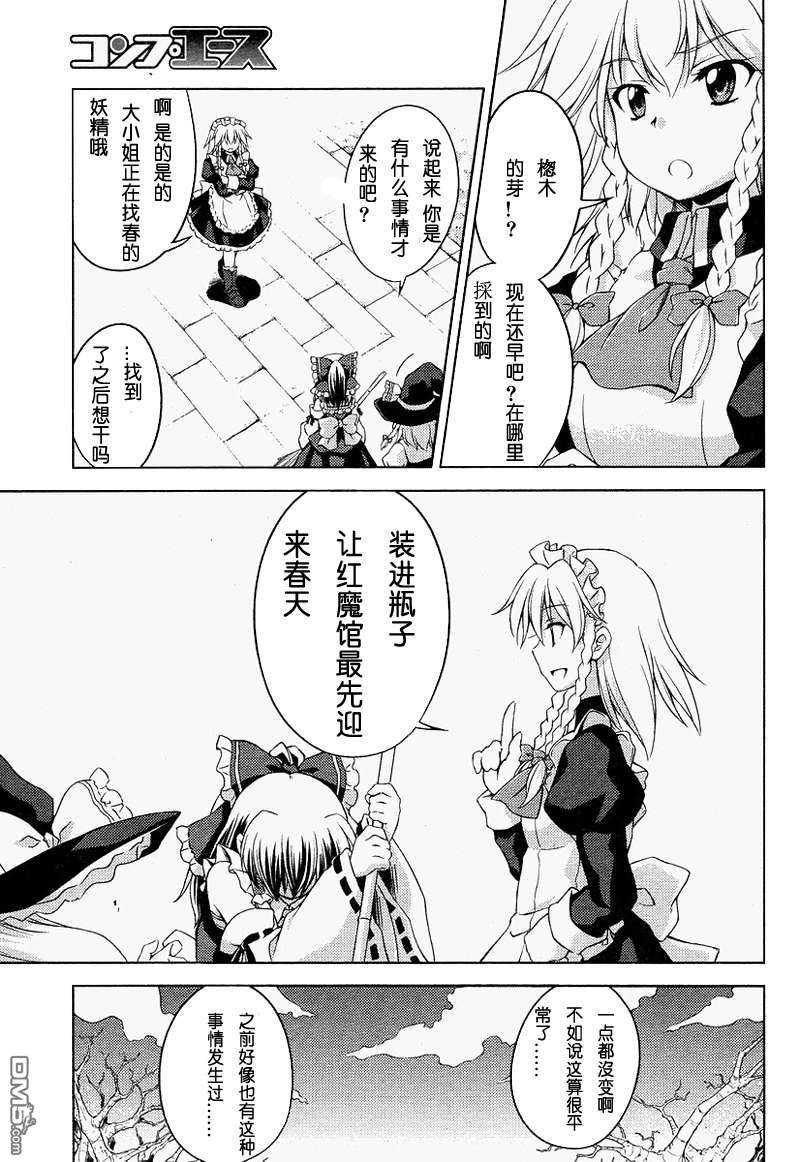 コンプエース
楤木
的芽！？
现在还早吧？在哪里
採到的啊
说起来 你是
有什么事情才
来的吧？
啊 是的是的
大小姐正在找春的
妖精哦
…找到
了之后想干吗
装进瓶子
让红魔馆最先迎
来春天
一点都沒变啊
不如说这算很平
常了……
之前好像也有这种
事情发生过
……
DM5.com